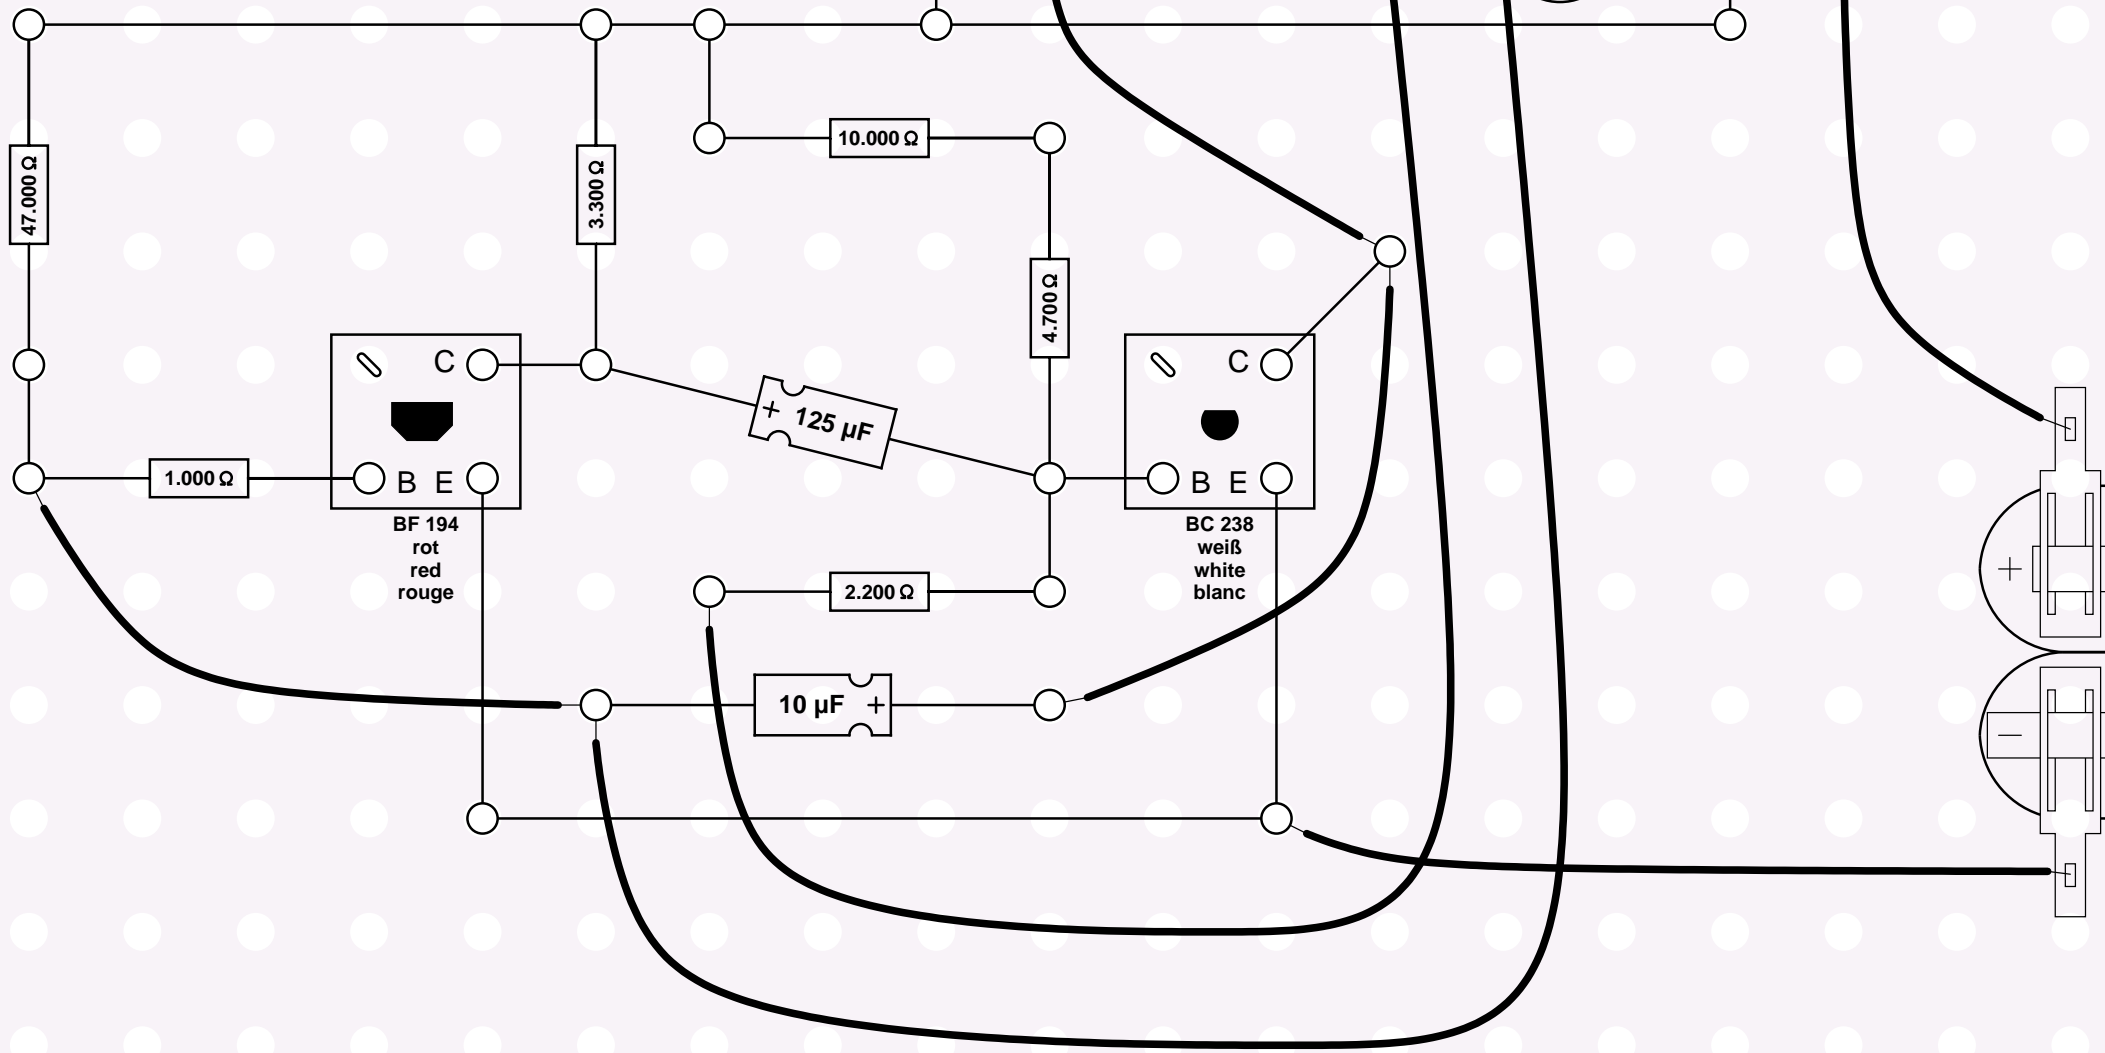 10.000 Ω
47.000 Ω
3.300 Ω
4.700 Ω
C
C
+ 125 µF
1.000 Ω
B E
B E
BF 194
rot
red
rouge
BC 238
weiß
white
blanc
+
2.200 Ω
10 µF +
−